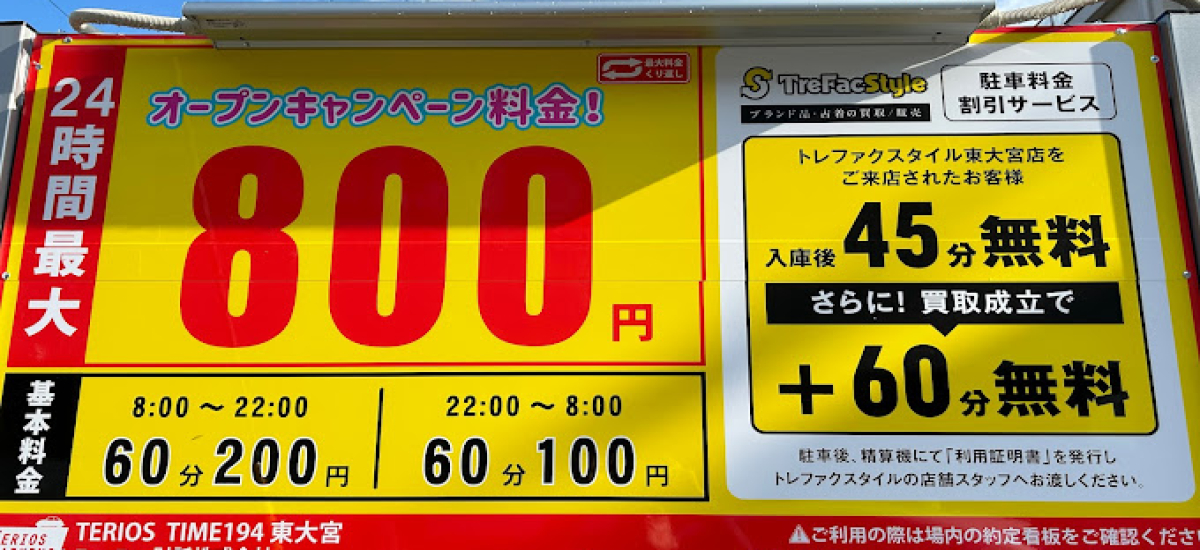 24時間最大
最大料金
くり返し
オープンキャンペーン料金!
800円
基本料金
8:00～22:00
60分200円
22:00～8:00
60分100円
TreFacStyle
ブランド品・古着の買取/販売
駐車料金
割引サービス
トレファクスタイル東大宮店を
ご来店されたお客様
入庫後45分無料
さらに!買取成立で
+60分無料
駐車後、精算機にて「利用証明書」を発行し
トレファクスタイルの店舗スタッフへお渡しください。
TERIOS
TERIOS TIME194 東大宮
ご利用の際は場内の約定看板をご確認くださ